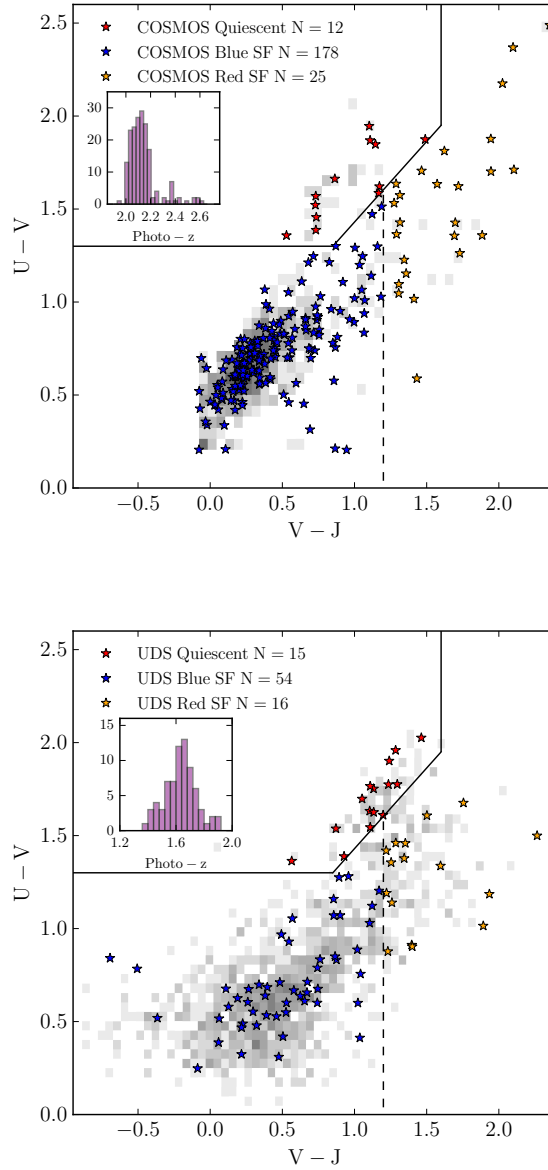 2.5
2.0
1.5
1.0
0.5
0.0
U − V
COSMOS Quiescent N = 12
COSMOS Blue SF N = 178
COSMOS Red SF N = 25
30
20
10
0
2.0 2.2 2.4 2.6
Photo − z
−0.5 0.0 0.5 1.0 1.5 2.0
V − J
2.5
2.0
1.5
1.0
0.5
0.0
U − V
UDS Quiescent N = 15
UDS Blue SF N = 54
UDS Red SF N = 16
15
10
5
0
1.2 1.6 2.0
Photo − z
−0.5 0.0 0.5 1.0 1.5 2.0
V − J